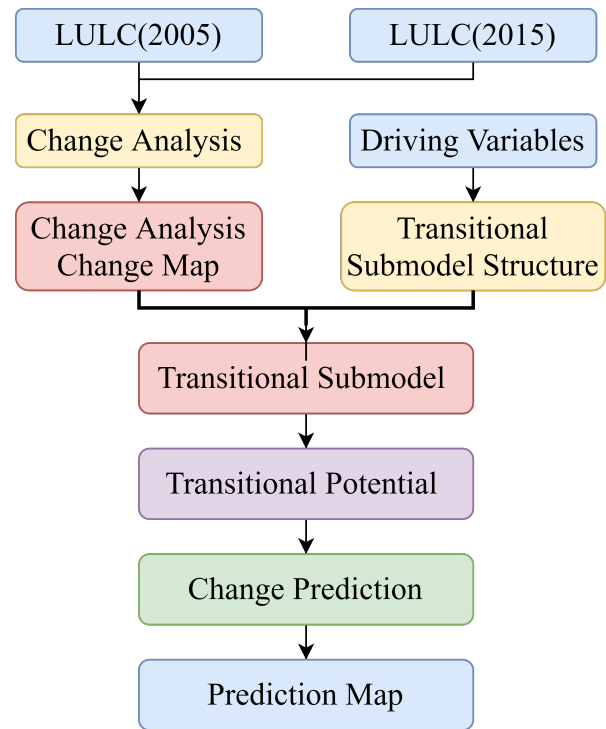 LULC(2005)
LULC(2015)
Change Analysis
Driving Variables
Change Analysis
Change Map
Transitional
Submodel Structure
Transitional Submodel
Transitional Potential
Change Prediction
Prediction Map